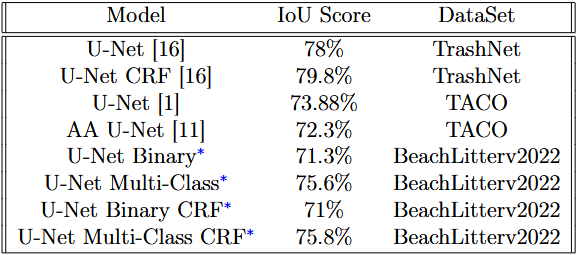 Model IoU Score DataSet
U-Net [16] 78% TrashNet
U-Net CRF [16] 79.8% TrashNet
U-Net [1] 73.88% TACO
AA U-Net [11] 72.3% TACO
U-Net Binary* 71.3% BeachLitterv2022
U-Net Multi-Class* 75.6% BeachLitterv2022
U-Net Binary CRF* 71% BeachLitterv2022
U-Net Multi-Class CRF* 75.8% BeachLitterv2022